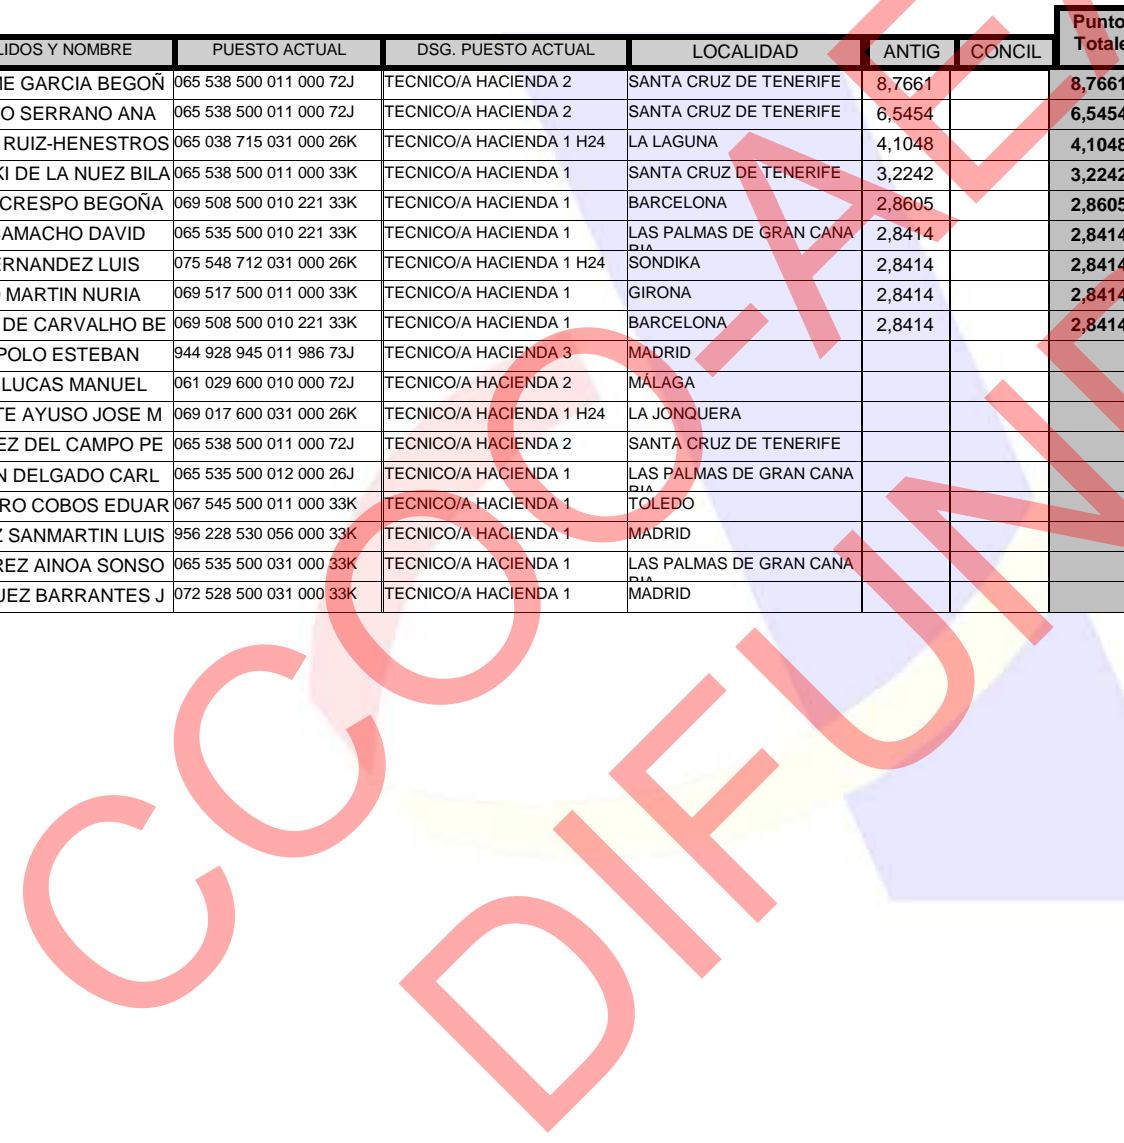 Punto
Totale
LIDOS Y NOMBRE PUESTO ACTUAL DSG. PUESTO ACTUAL LOCALIDAD ANTIG CONCIL
ME GARCIA BEGOÑ 065 538 500 011 000 72J TECNICO/A HACIENDA 2 SANTA CRUZ DE TENERIFE 8,7661 8,7661
O SERRANO ANA 065 538 500 011 000 72J TECNICO/A HACIENDA 2 SANTA CRUZ DE TENERIFE 6,5454 6,5454
RUIZ-HENESTROS 065 038 715 031 000 26K TECNICO/A HACIENDA 1 H24 LA LAGUNA 4,1048 4,1048
KI DE LA NUEZ BILA 065 538 500 011 000 33K TECNICO/A HACIENDA 1 SANTA CRUZ DE TENERIFE 3,2242 3,2242
CRESPO BEGOÑA 069 508 500 010 221 33K TECNICO/A HACIENDA 1 BARCELONA 2,8605 2,8605
AMACHO DAVID 065 535 500 010 221 33K TECNICO/A HACIENDA 1 LAS PALMAS DE GRAN CANA 2,8414 2,8414
RIA
ERNANDEZ LUIS 075 548 712 031 000 26K TECNICO/A HACIENDA 1 H24 SONDIKA 2,8414 2,8414
MARTIN NURIA 069 517 500 011 000 33K TECNICO/A HACIENDA 1 GIRONA 2,8414 2,8414
DE CARVALHO BE 069 508 500 010 221 33K TECNICO/A HACIENDA 1 BARCELONA 2,8414 2,8414
POLO ESTEBAN 944 928 945 011 986 73J TECNICO/A HACIENDA 3 MADRID
LUCAS MANUEL 061 029 600 010 000 72J TECNICO/A HACIENDA 2 MÁLAGA
TE AYUSO JOSE M 069 017 600 031 000 26K TECNICO/A HACIENDA 1 H24 LA JONQUERA
EZ DEL CAMPO PE 065 538 500 011 000 72J TECNICO/A HACIENDA 2 SANTA CRUZ DE TENERIFE
N DELGADO CARL 065 535 500 012 000 26J TECNICO/A HACIENDA 1 LAS PALMAS DE GRAN CANA
RIA
RO COBOS EDUAR 067 545 500 011 000 33K TECNICO/A HACIENDA 1 TOLEDO
Z SANMARTIN LUIS 956 228 530 056 000 33K TECNICO/A HACIENDA 1 MADRID
REZ AINOA SONSO 065 535 500 031 000 33K TECNICO/A HACIENDA 1 LAS PALMAS DE GRAN CANA
RIA
UEZ BARRANTES J 072 528 500 031 000 33K TECNICO/A HACIENDA 1 MADRID
CCOO-AE
DIFUN